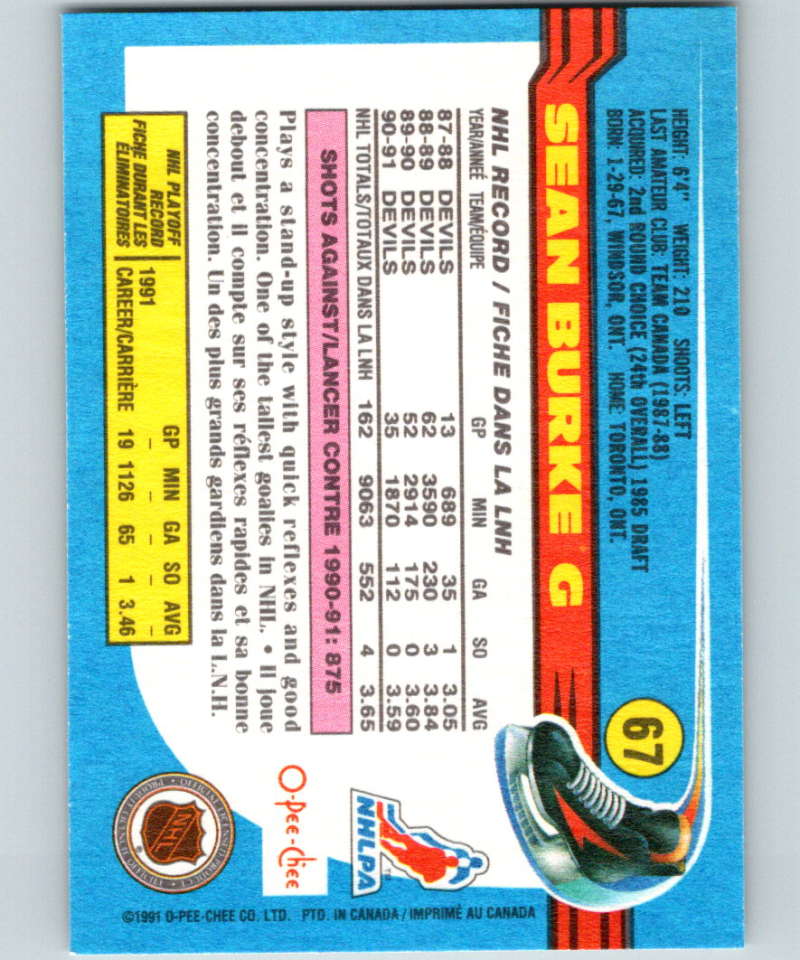 HEIGHT: 6'4" WEIGHT: 210 SHOOTS: LEFT
LAST AMATEUR CLUB: TEAM CANADA (1987-88)
ACQUIRED: 2nd ROUND CHOICE (24th OVERALL) 1985 DRAFT
BORN: 1-29-67, WINDSOR, ONT. HOME: TORONTO, ONT.
67
SEAN BURKE G
NHL RECORD / FICHE DANS LA LNH
YEAR/ANNÉE TEAM/ÉQUIPE GP MIN GA SO AVG
87-88 DEVILS 13 689 35 1 3.05
88-89 DEVILS 62 3590 230 3 3.84
89-90 DEVILS 52 2914 175 0 3.60
90-91 DEVILS 35 1870 112 0 3.59
NHL TOTALS/TOTAUX DANS LA LNH 162 9063 552 4 3.65
SHOTS AGAINST/LANCER CONTRE 1990-91: 875
Plays a stand-up style with quick reflexes and good
concentration. One of the tallest goalies in NHL. • Il joue
debout et il compte sur ses réflexes rapides et sa bonne
concentration. Un des plus grands gardiens dans la L.N.H.
NHL PLAYOFF
RECORD
FICHE DURANT LES
ÉLIMINATOIRES
GP MIN GA SO AVG
1991 – – – – –
CAREER/CARRIÈRE 19 1126 65 1 3.46
NHLPA
TM
O-Pee-Chee
NHL
OFFICIAL LICENSED PRODUCT
©1991 O-PEE-CHEE CO. LTD. PTD. IN CANADA / IMPRIMÉ AU CANADA